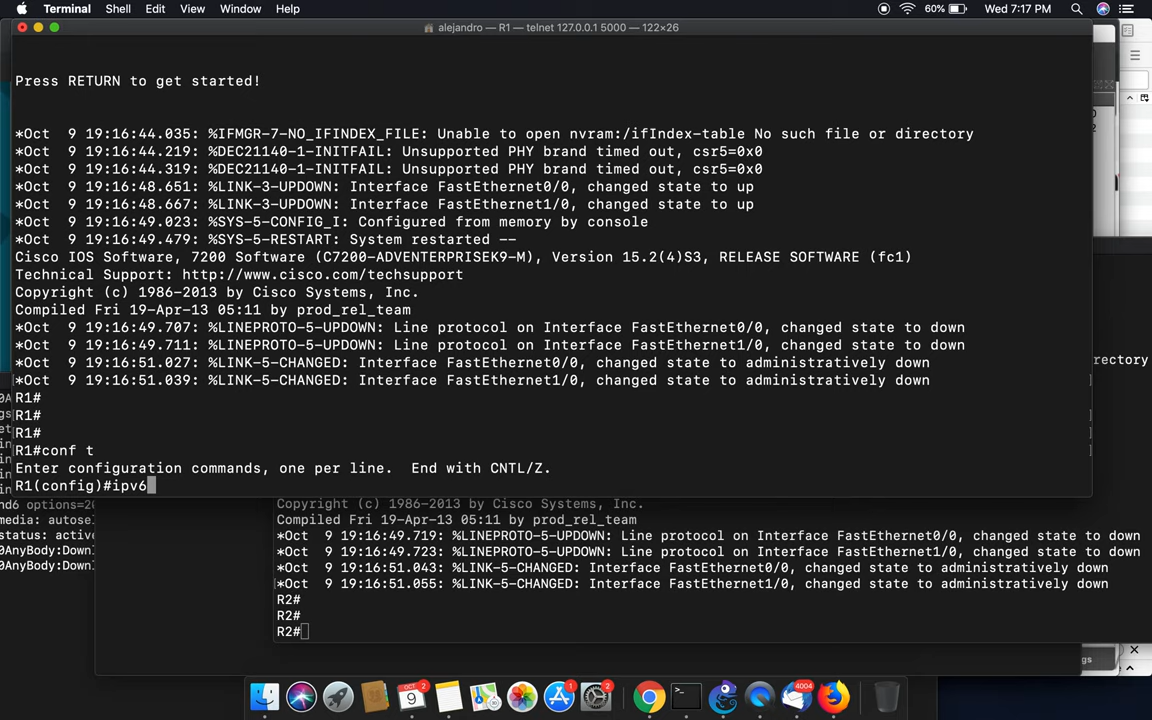 Terminal Shell Edit View Window Help 60% Wed 7:17 PM
alejandro — R1 — telnet 127.0.0.1 5000 — 122×26
Press RETURN to get started!
*Oct  9 19:16:44.035: %IFMGR-7-NO_IFINDEX_FILE: Unable to open nvram:/ifIndex-table No such file or directory
*Oct  9 19:16:44.219: %DEC21140-1-INITFAIL: Unsupported PHY brand timed out, csr5=0x0
*Oct  9 19:16:44.319: %DEC21140-1-INITFAIL: Unsupported PHY brand timed out, csr5=0x0
*Oct  9 19:16:48.651: %LINK-3-UPDOWN: Interface FastEthernet0/0, changed state to up
*Oct  9 19:16:48.667: %LINK-3-UPDOWN: Interface FastEthernet1/0, changed state to up
*Oct  9 19:16:49.023: %SYS-5-CONFIG_I: Configured from memory by console
*Oct  9 19:16:49.479: %SYS-5-RESTART: System restarted --
Cisco IOS Software, 7200 Software (C7200-ADVENTERPRISEK9-M), Version 15.2(4)S3, RELEASE SOFTWARE (fc1)
Technical Support: http://www.cisco.com/techsupport
Copyright (c) 1986-2013 by Cisco Systems, Inc.
Compiled Fri 19-Apr-13 05:11 by prod_rel_team
*Oct  9 19:16:49.707: %LINEPROTO-5-UPDOWN: Line protocol on Interface FastEthernet0/0, changed state to down
*Oct  9 19:16:49.711: %LINEPROTO-5-UPDOWN: Line protocol on Interface FastEthernet1/0, changed state to down
*Oct  9 19:16:51.027: %LINK-5-CHANGED: Interface FastEthernet0/0, changed state to administratively down
*Oct  9 19:16:51.039: %LINK-5-CHANGED: Interface FastEthernet1/0, changed state to administratively down
R1#
R1#
R1#
R1#conf t
Enter configuration commands, one per line.  End with CNTL/Z.
R1(config)#ipv6
rectory
nd6 options=20
media: autosel
status: active
0AnyBody:Downl
0AnyBody:Downl
Copyright (c) 1986-2013 by Cisco Systems, Inc.
Compiled Fri 19-Apr-13 05:11 by prod_rel_team
*Oct  9 19:16:49.719: %LINEPROTO-5-UPDOWN: Line protocol on Interface FastEthernet0/0, changed state to down
*Oct  9 19:16:49.723: %LINEPROTO-5-UPDOWN: Line protocol on Interface FastEthernet1/0, changed state to down
*Oct  9 19:16:51.043: %LINK-5-CHANGED: Interface FastEthernet0/0, changed state to administratively down
*Oct  9 19:16:51.055: %LINK-5-CHANGED: Interface FastEthernet1/0, changed state to administratively down
R2#
R2#
R2#
gs
OCT 2 1 2 4004
9